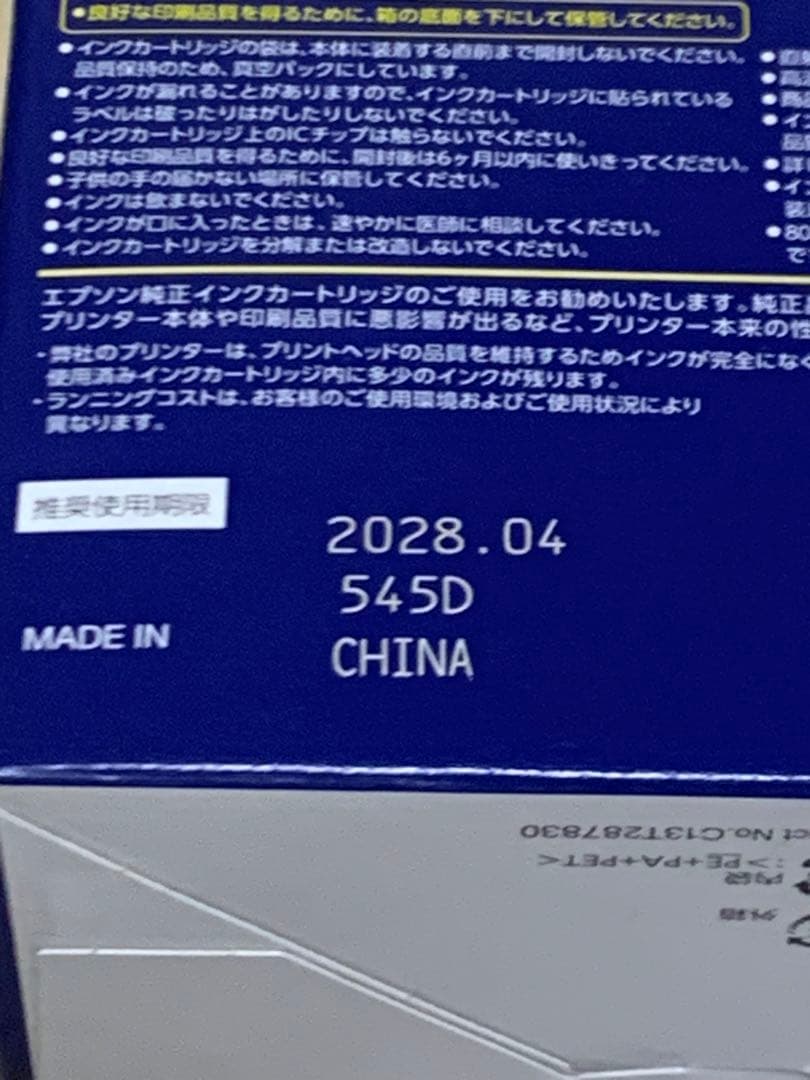 ●良好な印刷品質を得るために、箱の底面を下にして保管してください。
●インクカートリッジの袋は、本体に装着する直前まで開封しないでください。
品質保持のため、真空パックにしています。
●インクが漏れることがありますので、インクカートリッジに貼られている
ラベルは破ったりはがしたりしないでください。
●インクカートリッジ上のICチップは触らないでください。
●良好な印刷品質を得るために、開封後は6ヶ月以内に使いきってください。
●子供の手の届かない場所に保管してください。
●インクは飲まないでください。
●インクが口に入ったときは、速やかに医師に相談してください。
●インクカートリッジを分解または改造しないでください。
●80
で
エプソン純正インクカートリッジのご使用をお勧めいたします。純正
プリンター本体や印刷品質に悪影響が出るなど、プリンター本来の性
・弊社のプリンターは、プリントヘッドの品質を維持するためインクが完全になく
使用済みインクカートリッジ内に多少のインクが残ります。
・ランニングコストは、お客様のご使用環境およびご使用状況により
異なります。
推奨使用期限
2028.04
545D
MADE IN
CHINA
ct No.C13T287830
:>PE+PA+PET<
内袋
外箱